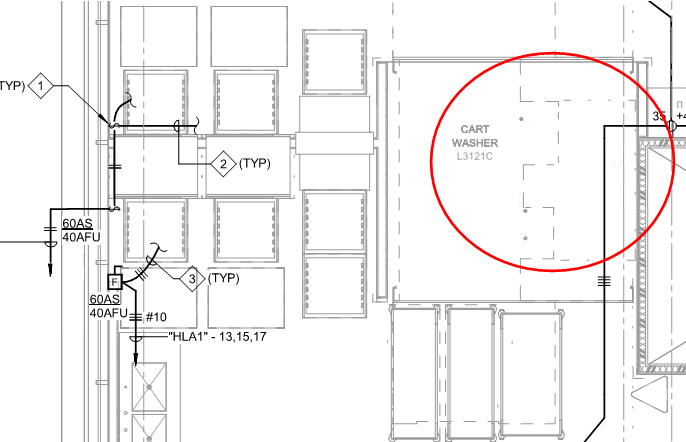 TYP)
1
2
(TYP)
CART
WASHER
L3121C
35
60AS
40AFU
3
(TYP)
F
60AS
40AFU
#10
"HLA1" - 13,15,17